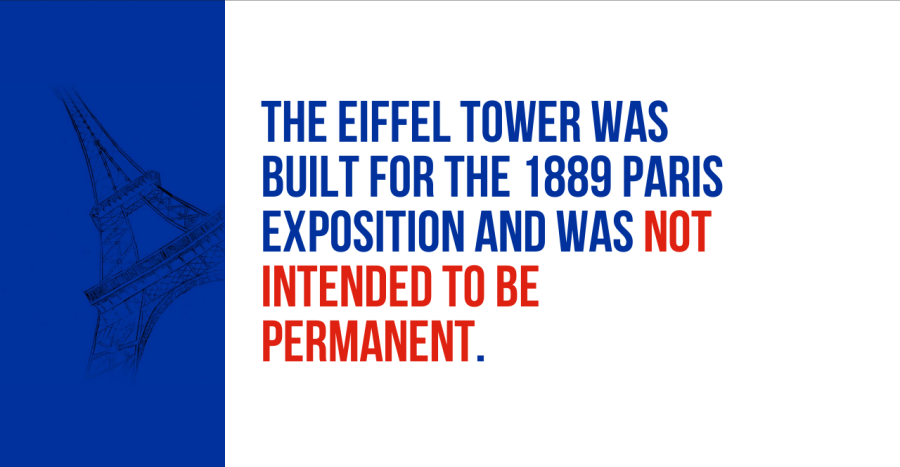 THE EIFFEL TOWER WAS
BUILT FOR THE 1889 PARIS
EXPOSITION AND WAS NOT
INTENDED TO BE
PERMANENT.